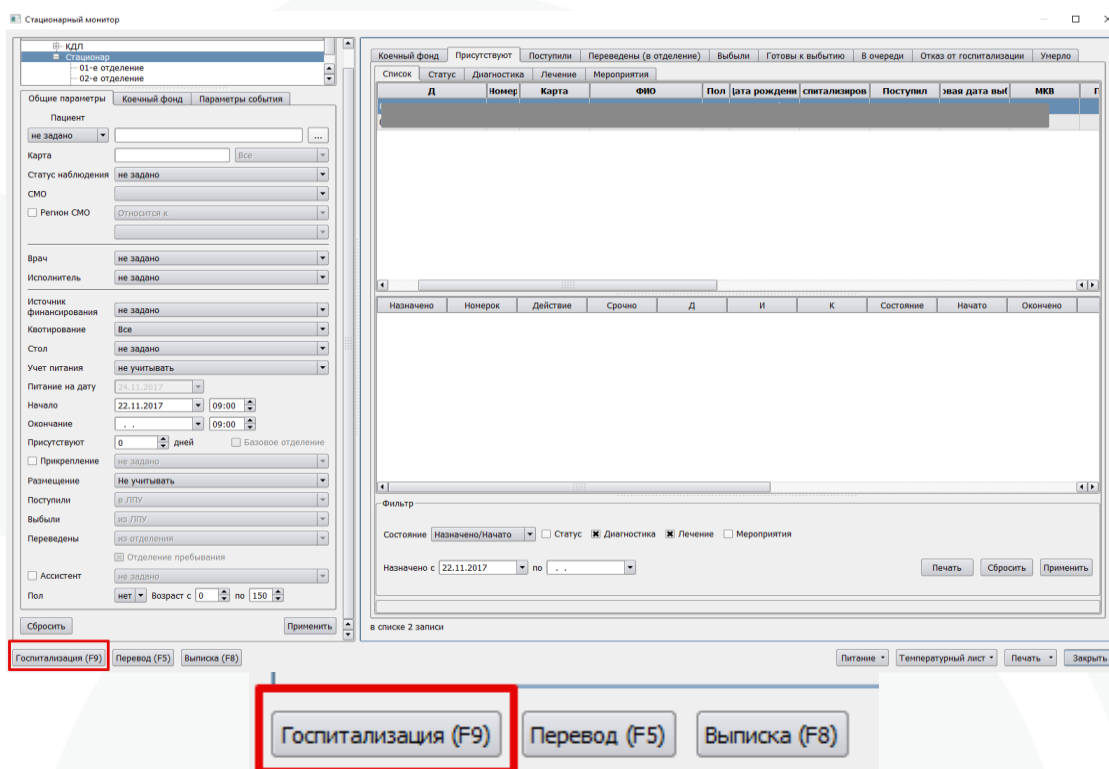 Стационарный монитор
КДЛ
Стационар
01-е отделение
02-е отделение
Общие параметры Коечный фонд Параметры события
Пациент
не задано ...
Карта Все
Статус наблюдения не задано
СМО
Регион СМО Относится к
Врач не задано
Исполнитель не задано
Источник
финансирования не задано
Квотирование Все
Стол не задано
Учет питания не учитывать
Питание на дату 24.11.2017
Начало 22.11.2017 09:00
Окончание . . 09:00
Присутствуют 0 дней Базовое отделение
Прикрепление не задано
Размещение Не учитывать
Поступили в ЛПУ
Выбыли из ЛПУ
Переведены из отделения
Отделение пребывания
Ассистент не задано
Пол нет Возраст с 0 по 150
Сбросить Применить
Госпитализация (F9) Перевод (F5) Выписка (F8)
Коечный фонд Присутствуют Поступили Переведены (в отделение) Выбыли Готовы к выбытию В очереди Отказ от госпитализации Умерло
Список Статус Диагностика Лечение Мероприятия
Д Номер Карта ФИО Пол дата рождени спитализиров Поступил овая дата выб МКВ П
Назначено Номерок Действие Срочно Д И К Состояние Начато Окончено
Фильтр
Состояние Назначено/Начато Статус Диагностика Лечение Мероприятия
Назначено с 22.11.2017 по . . Печать Сбросить Применить
в списке 2 записи
Питание Температурный лист Печать Закрыть
Госпитализация (F9) Перевод (F5) Выписка (F8)